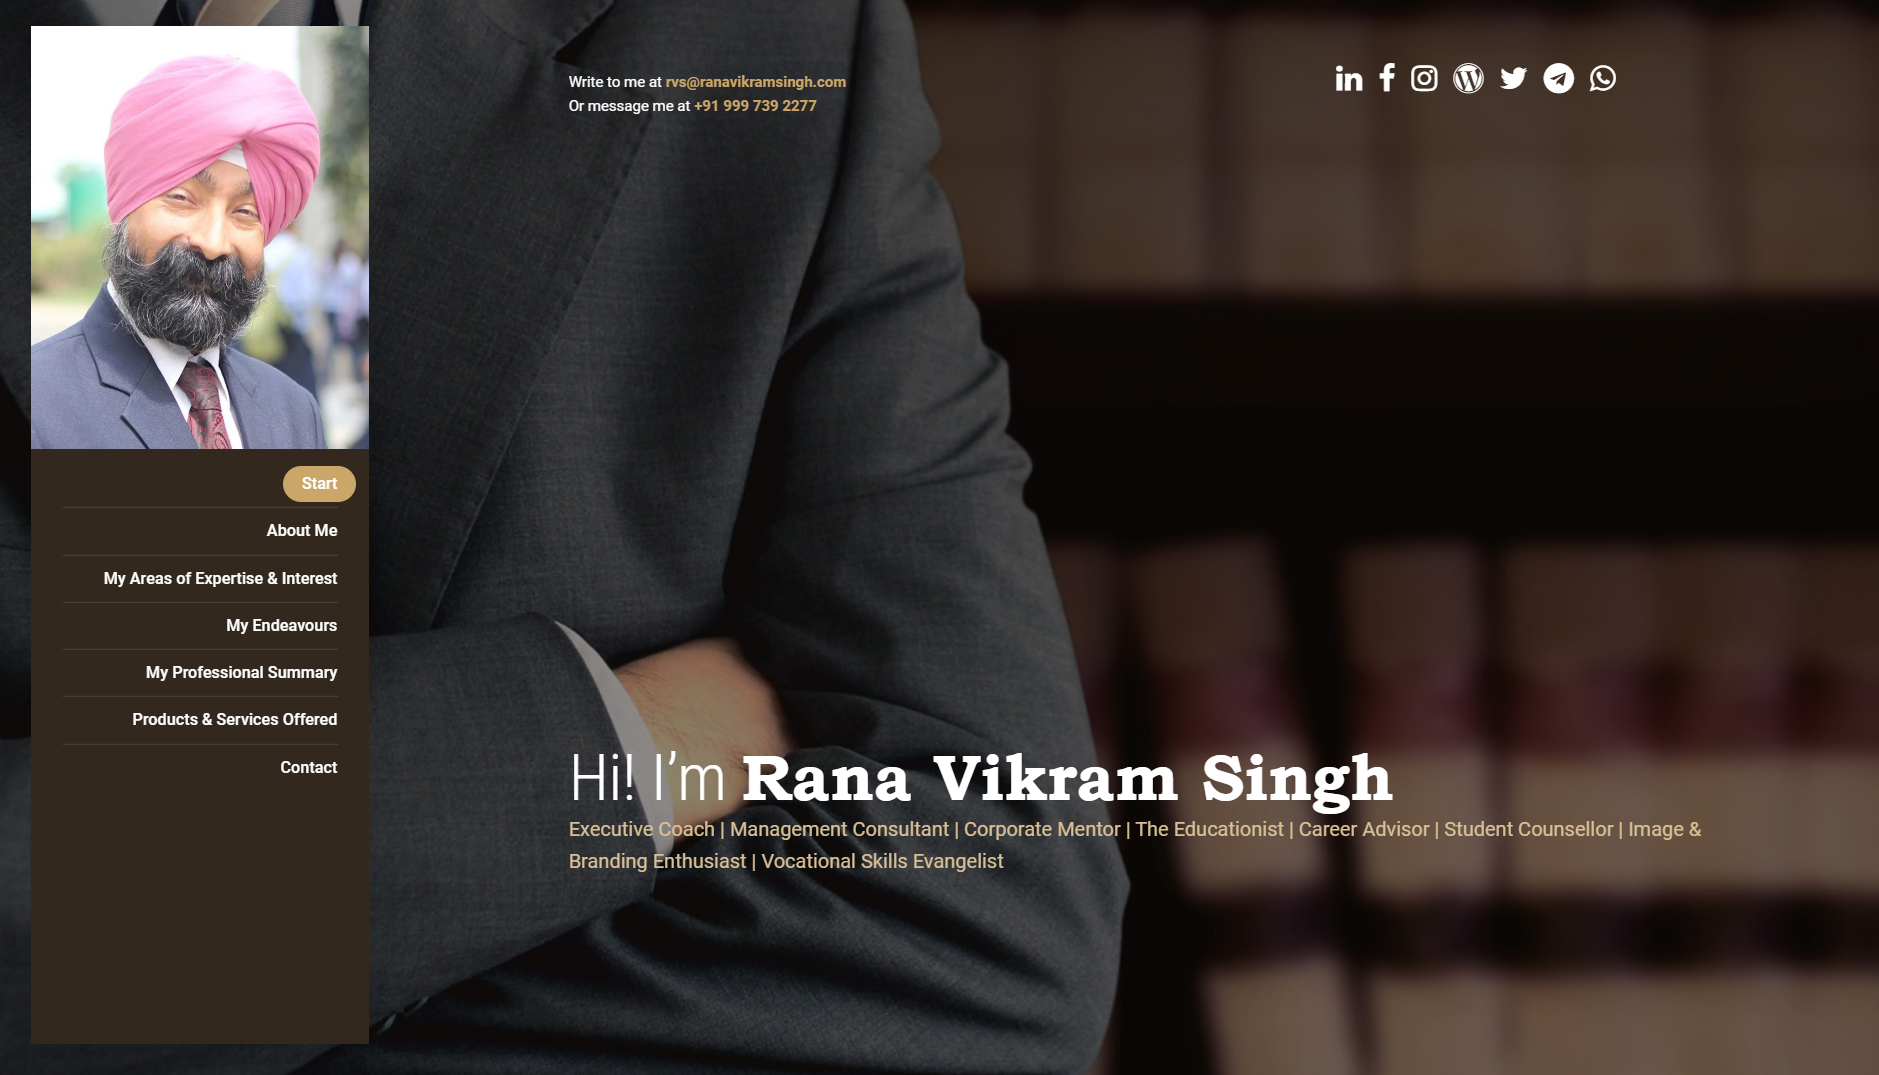 Write to me at rvs@ranavikramsingh.com
Or message me at +91 999 739 2277
Start
About Me
My Areas of Expertise & Interest
My Endeavours
My Professional Summary
Products & Services Offered
Contact
Hi! I’m Rana Vikram Singh
Executive Coach | Management Consultant | Corporate Mentor | The Educationist | Career Advisor | Student Counsellor | Image &
Branding Enthusiast | Vocational Skills Evangelist